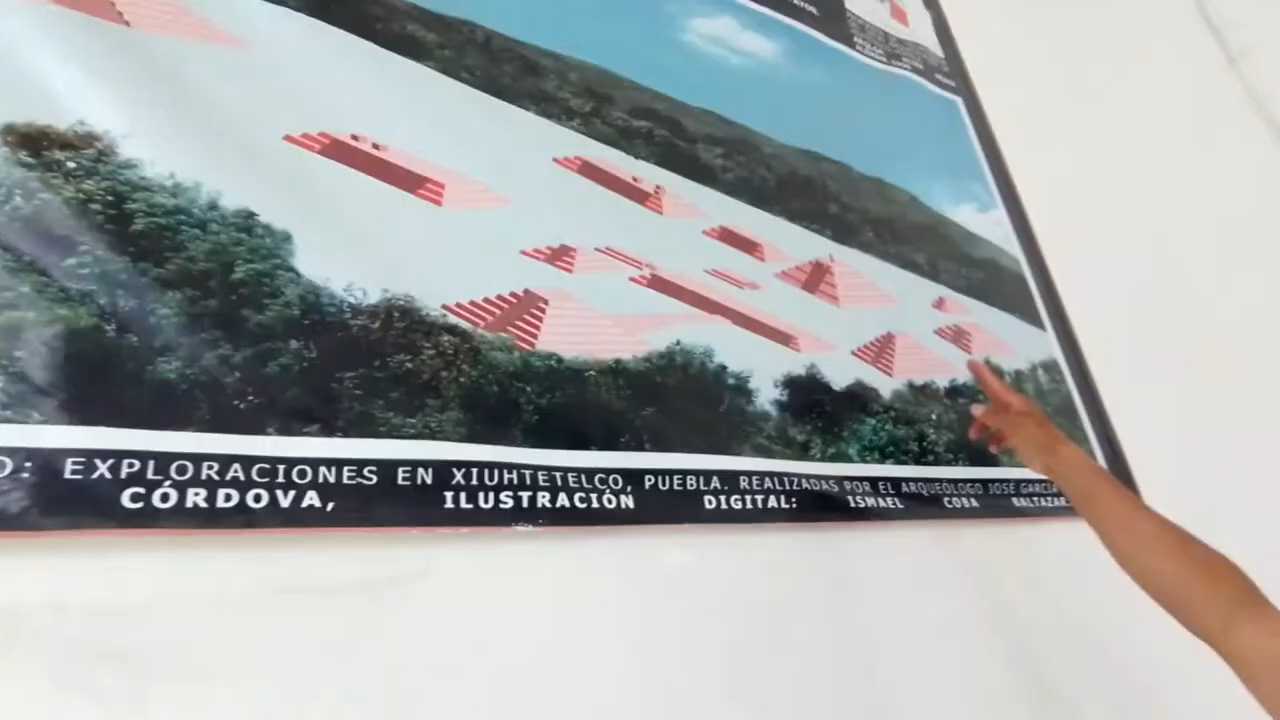 : EXPLORACIONES EN XIUHTETELCO, PUEBLA. REALIZADAS POR EL ARQUEÓLOGO JOSÉ GARCÍA
CÓRDOVA, ILUSTRACIÓN DIGITAL: ISMAEL COBA BALTAZAR